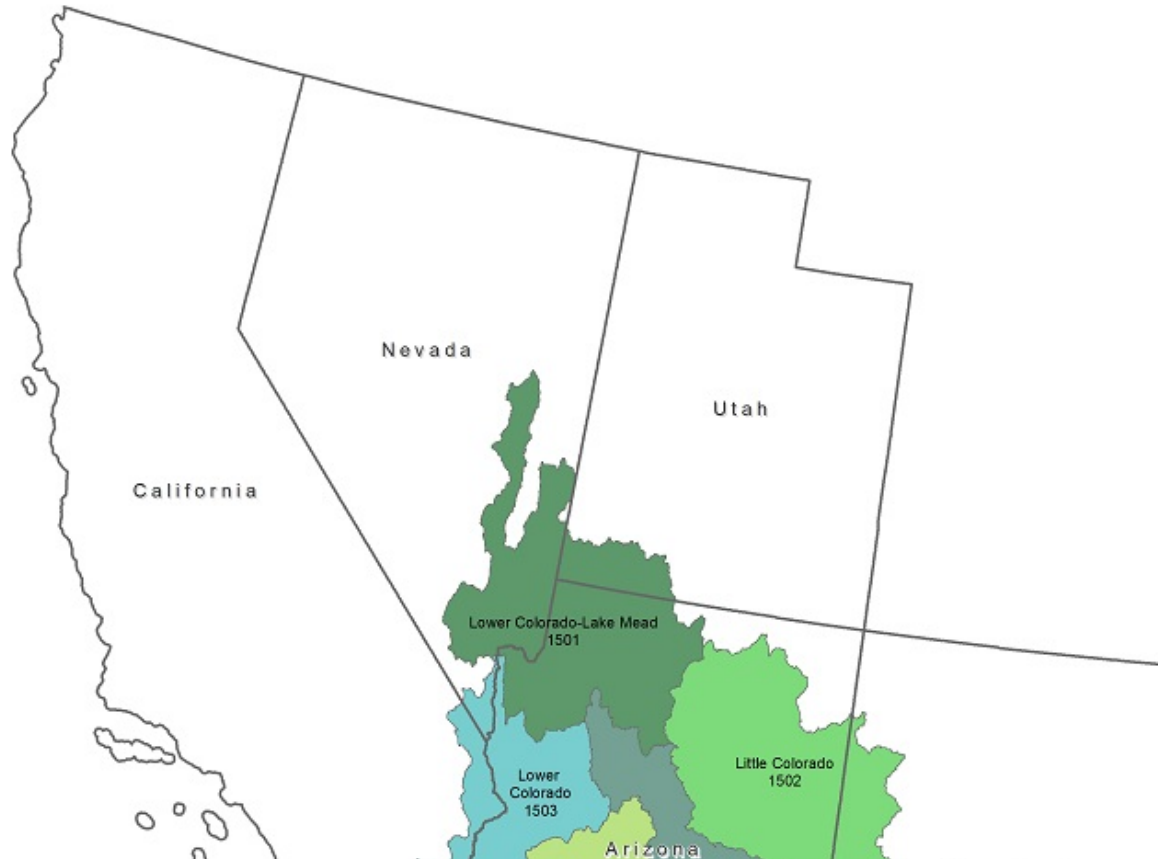 Nevada
Utah
California
Lower Colorado-Lake Mead
1501
Little Colorado
1502
Lower
Colorado
1503
Arizona